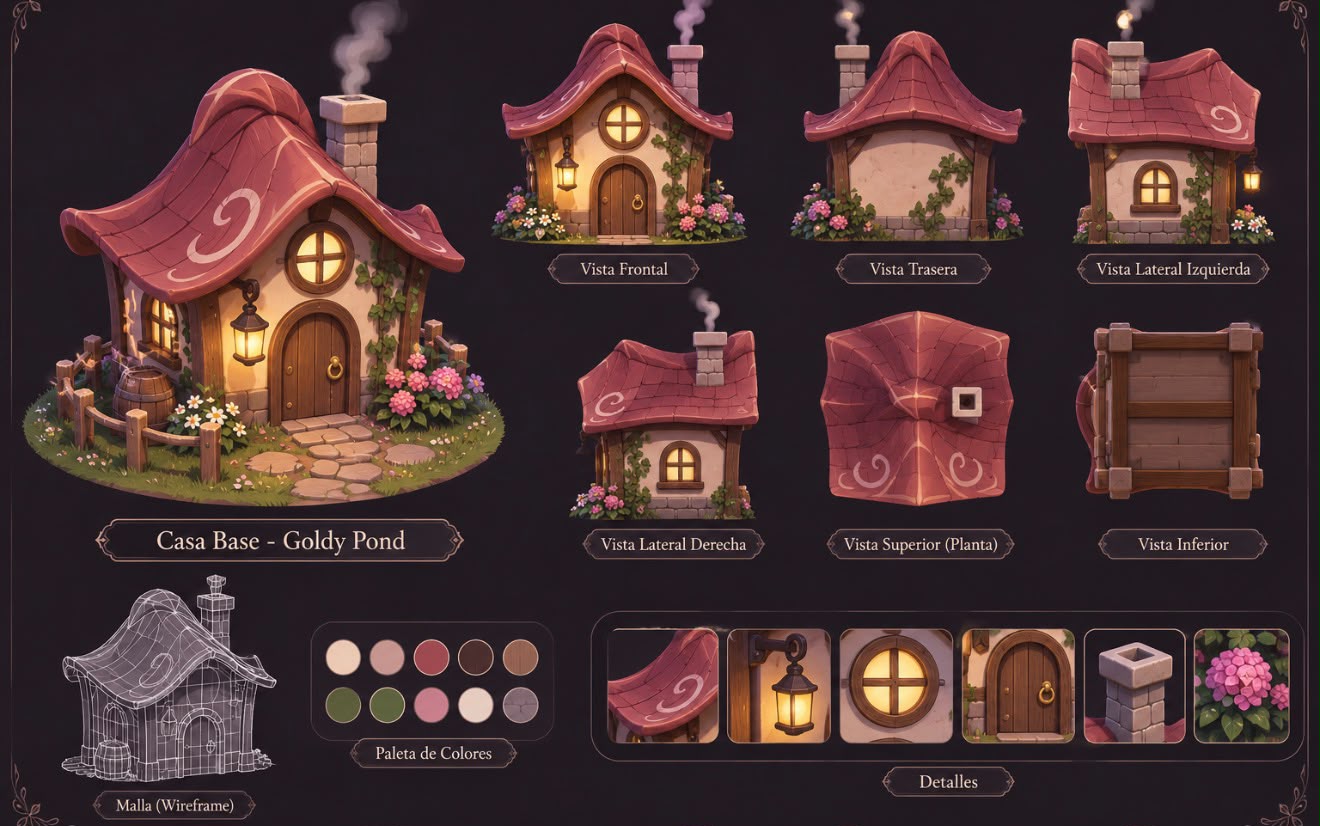 Vista Frontal
Vista Trasera
Vista Lateral Izquierda
Vista Lateral Derecha
Vista Superior (Planta)
Vista Inferior
Casa Base - Goldy Pond
Malla (Wireframe)
Paleta de Colores
Detalles